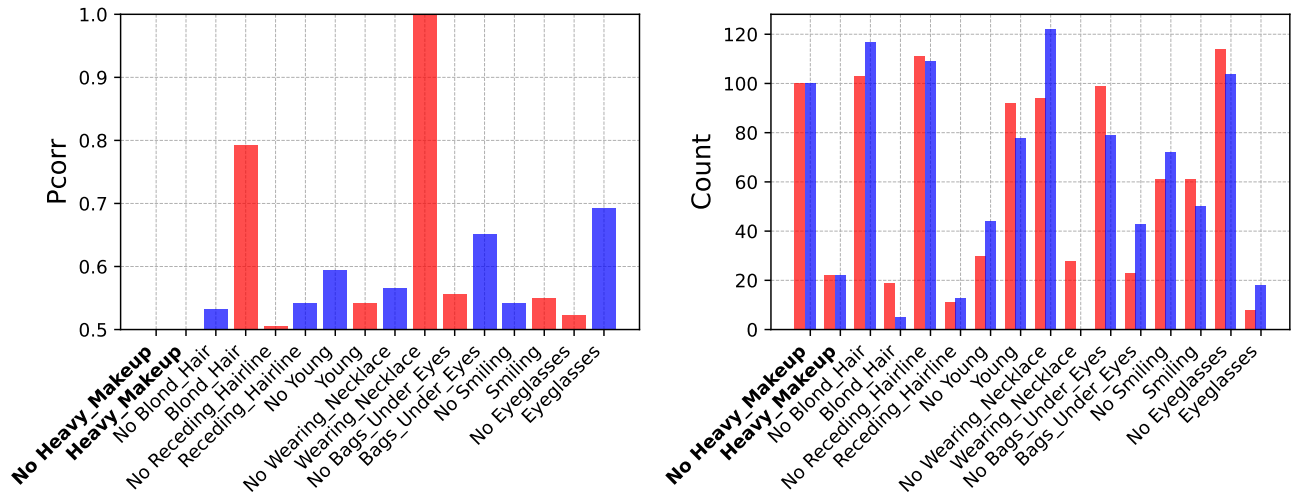 Pcorr
1.0
0.9
0.8
0.7
0.6
0.5
No Heavy_Makeup
Heavy_Makeup
No Blond_Hair
Blond_Hair
No Receding_Hairline
Receding_Hairline
No Young
Young
No Wearing_Necklace
Wearing_Necklace
No Bags_Under_Eyes
Bags_Under_Eyes
No Smiling
Smiling
No Eyeglasses
Eyeglasses
Count
120
100
80
60
40
20
0
No Heavy_Makeup
Heavy_Makeup
No Blond_Hair
Blond_Hair
No Receding_Hairline
Receding_Hairline
No Young
Young
No Wearing_Necklace
Wearing_Necklace
No Bags_Under_Eyes
Bags_Under_Eyes
No Smiling
Smiling
No Eyeglasses
Eyeglasses